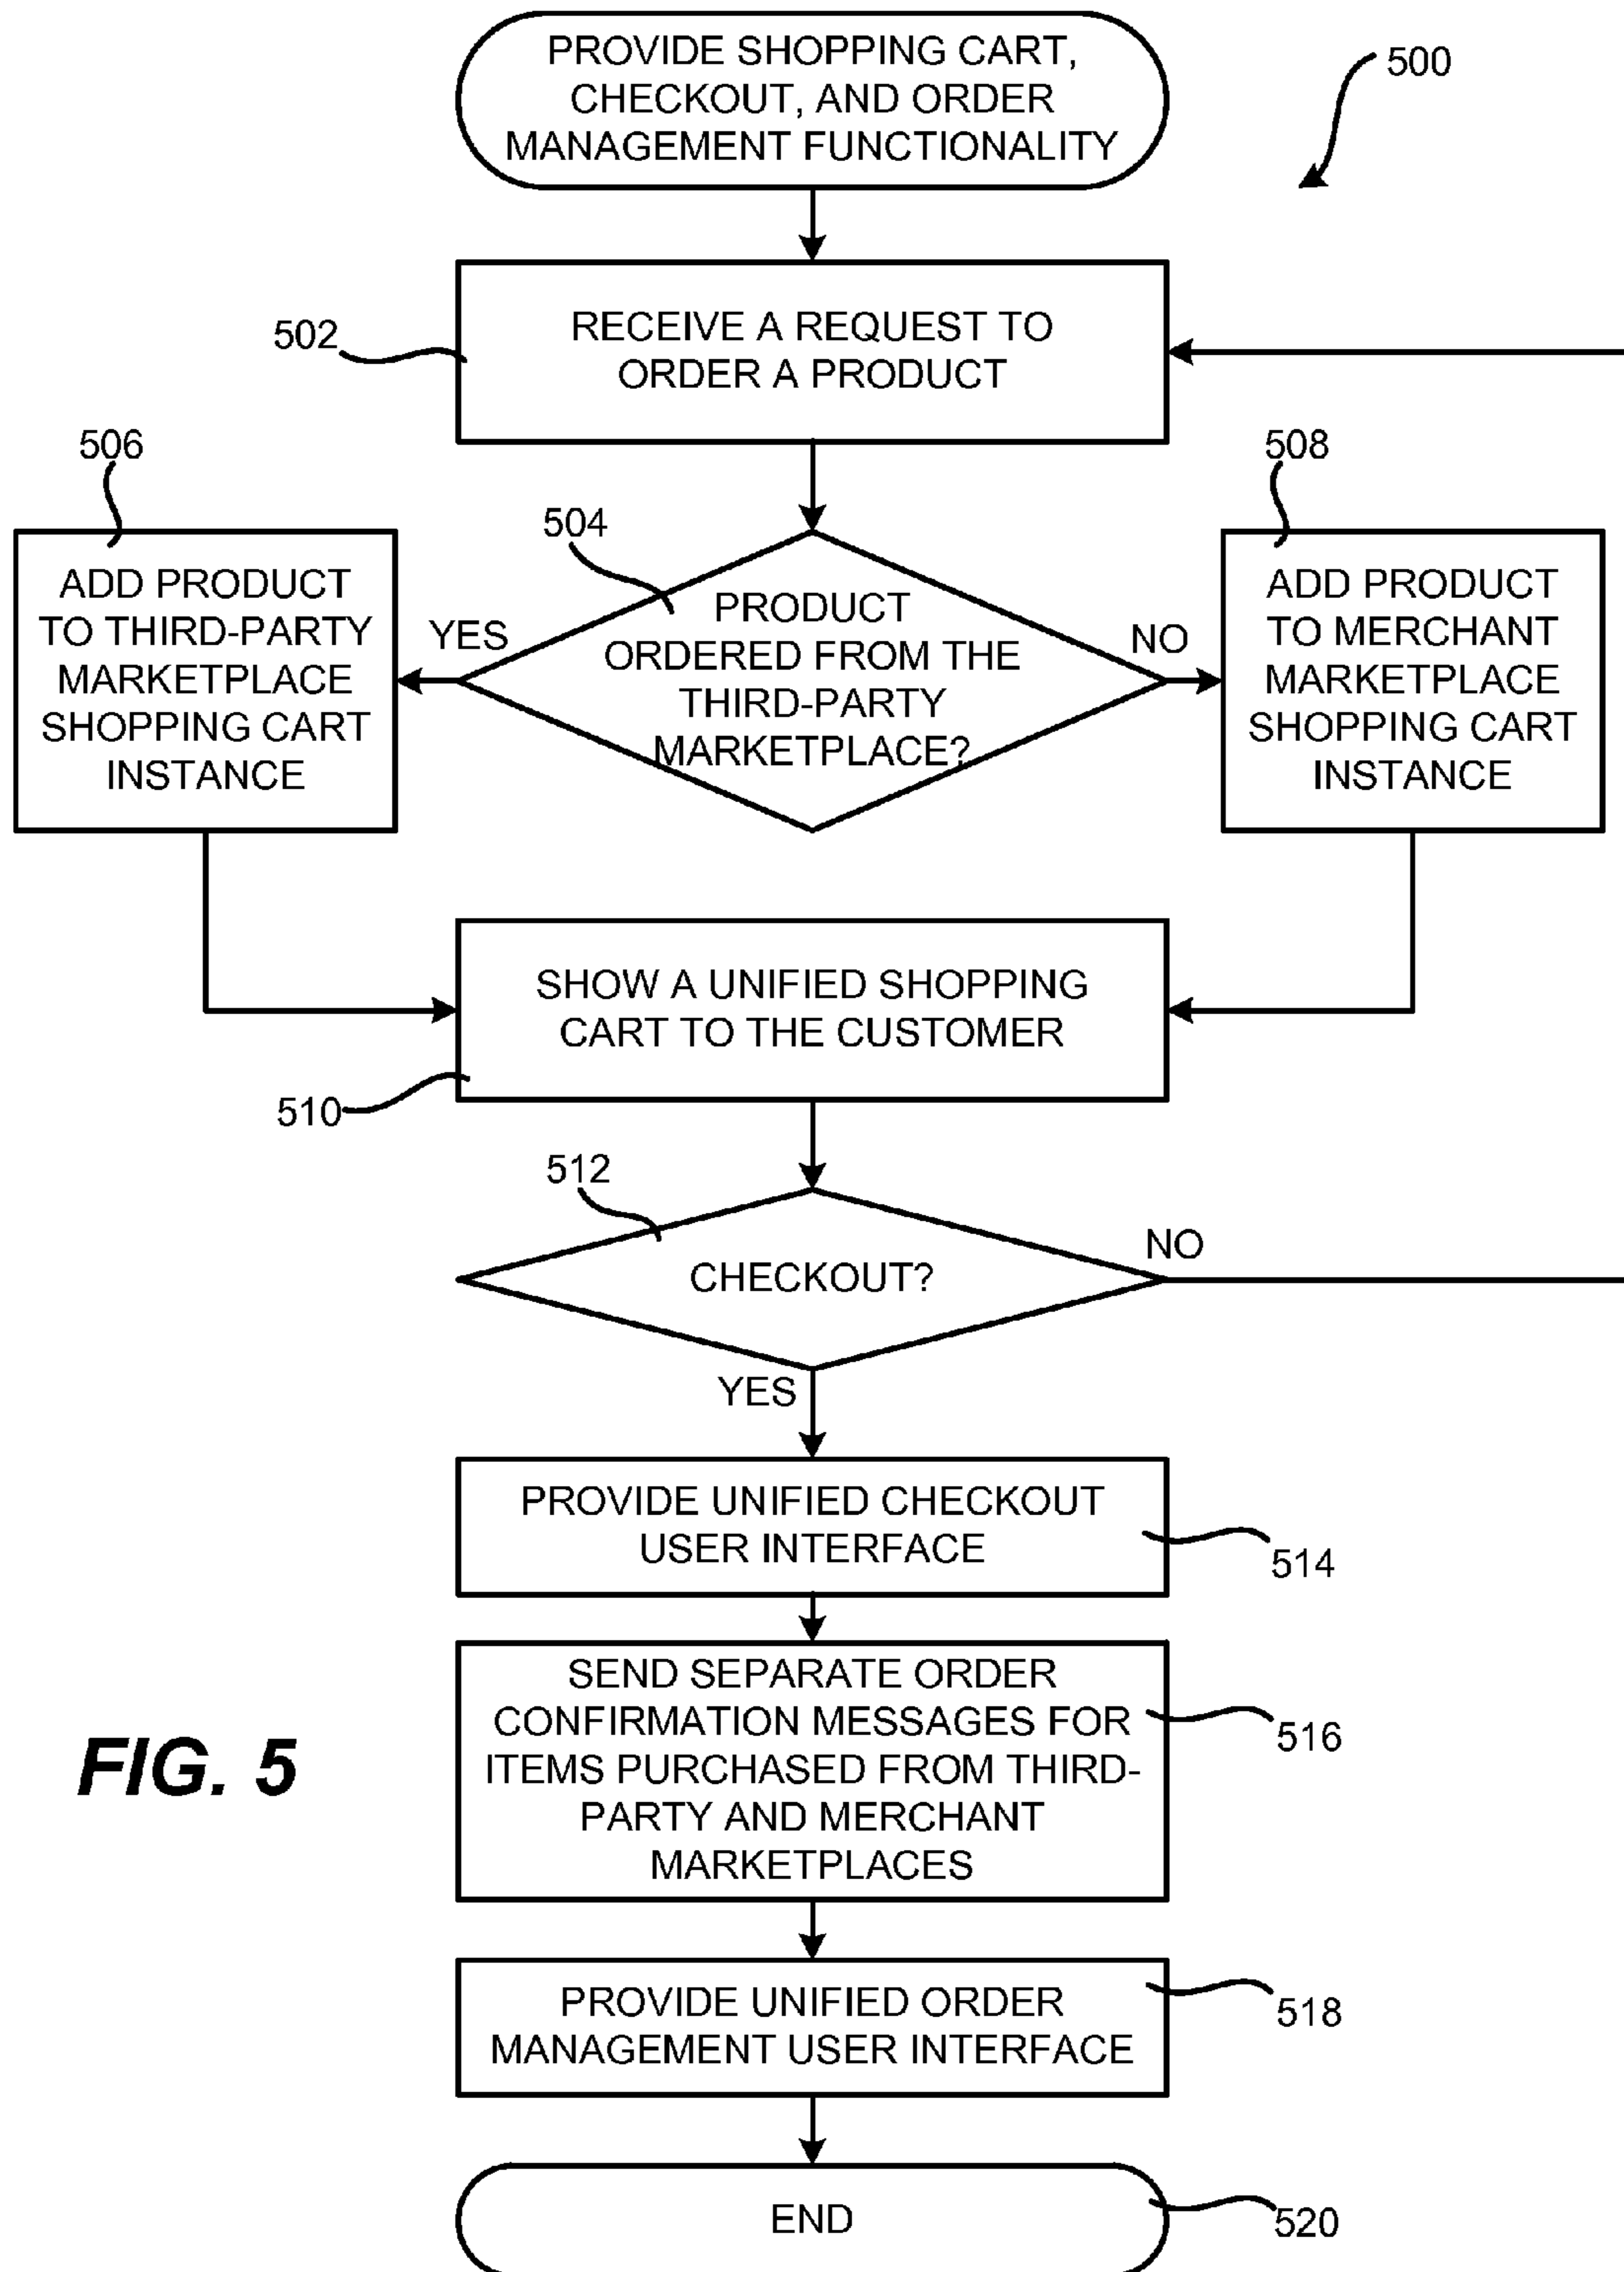 PROVIDE SHOPPING CART,
CHECKOUT, AND ORDER
MANAGEMENT FUNCTIONALITY
500
502
RECEIVE A REQUEST TO
ORDER A PRODUCT
506
508
504
ADD PRODUCT
TO THIRD-PARTY
MARKETPLACE
SHOPPING CART
INSTANCE
YES
PRODUCT
ORDERED FROM THE
THIRD-PARTY
MARKETPLACE?
NO
ADD PRODUCT
TO MERCHANT
MARKETPLACE
SHOPPING CART
INSTANCE
SHOW A UNIFIED SHOPPING
CART TO THE CUSTOMER
510
512
CHECKOUT?
NO
YES
PROVIDE UNIFIED CHECKOUT
USER INTERFACE
514
SEND SEPARATE ORDER
CONFIRMATION MESSAGES FOR
ITEMS PURCHASED FROM THIRD-
PARTY AND MERCHANT
MARKETPLACES
516
FIG. 5
PROVIDE UNIFIED ORDER
MANAGEMENT USER INTERFACE
518
END
520